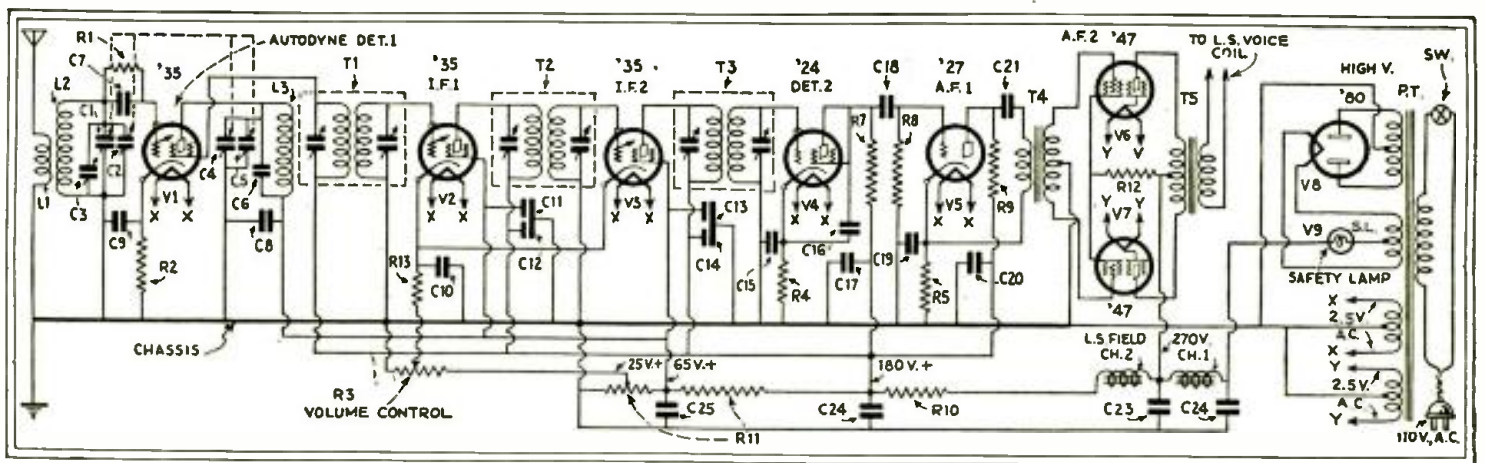 R1
AUTODYNE DET.1
C7
'35
L2
C1
L3
T1
'35
I.F.1
T2
'35
I.F.2
T3
'24
DET.2
C18
'27
A.F.1
C21
A.F.2 '47
TO L.S. VOICE
COIL
HIGH V.
SW.
P.T.
'80
R7
R8
T4
T5
L1
C3
C2
V1
X X
C4
C5
C6
V2
X X
V3
X X
V4
X X
V5
X X
R9
V6
Y Y
R12
Y Y
V7
V8
C9
R2
C8
R13
C10
C11
C12
C13
C14
C15
C16
R4
C17
C19
R5
C20
'47
V9
S.L.
SAFETY LAMP
X
2.5V.
A.C.
X
Y
2.5V.
A.C
Y
CHASSIS
R3
VOLUME CONTROL
25V.+
65V.+
180V.+
L.S FIELD
CH.2
270V.
CH.1
C25
R11
C24
R10
C23
C24
110V., A.C.